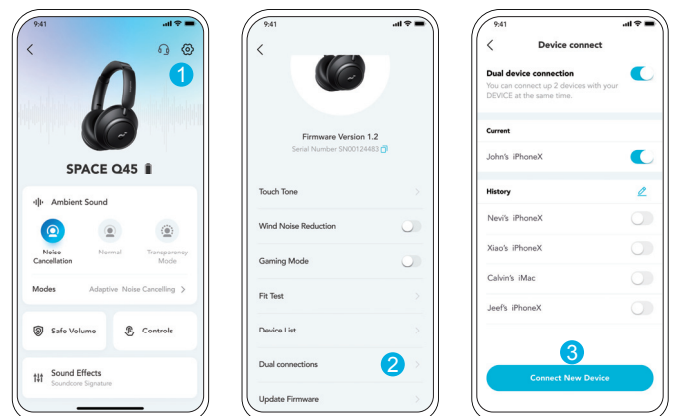 9:41
1
SPACE Q45
Ambient Sound
Noise
Cancellation
Normal
Transparency
Mode
Modes
Adaptive Noise Cancelling
Safe Volume
Controls
Sound Effects
Soundcore Signature
9:41
Firmware Version 1.2
Serial Number SN00124483
Touch Tone
Wind Noise Reduction
Gaming Mode
Fit Test
Device List
Dual connections
2
Update Firmware
9:41
Device connect
Dual device connection
You can connect up 2 devices with your
DEVICE at the same time.
Current
John's iPhoneX
History
Nevi's iPhoneX
Xiao's iPhoneX
Calvin's iMac
Jeef's iPhoneX
3
Connect New Device